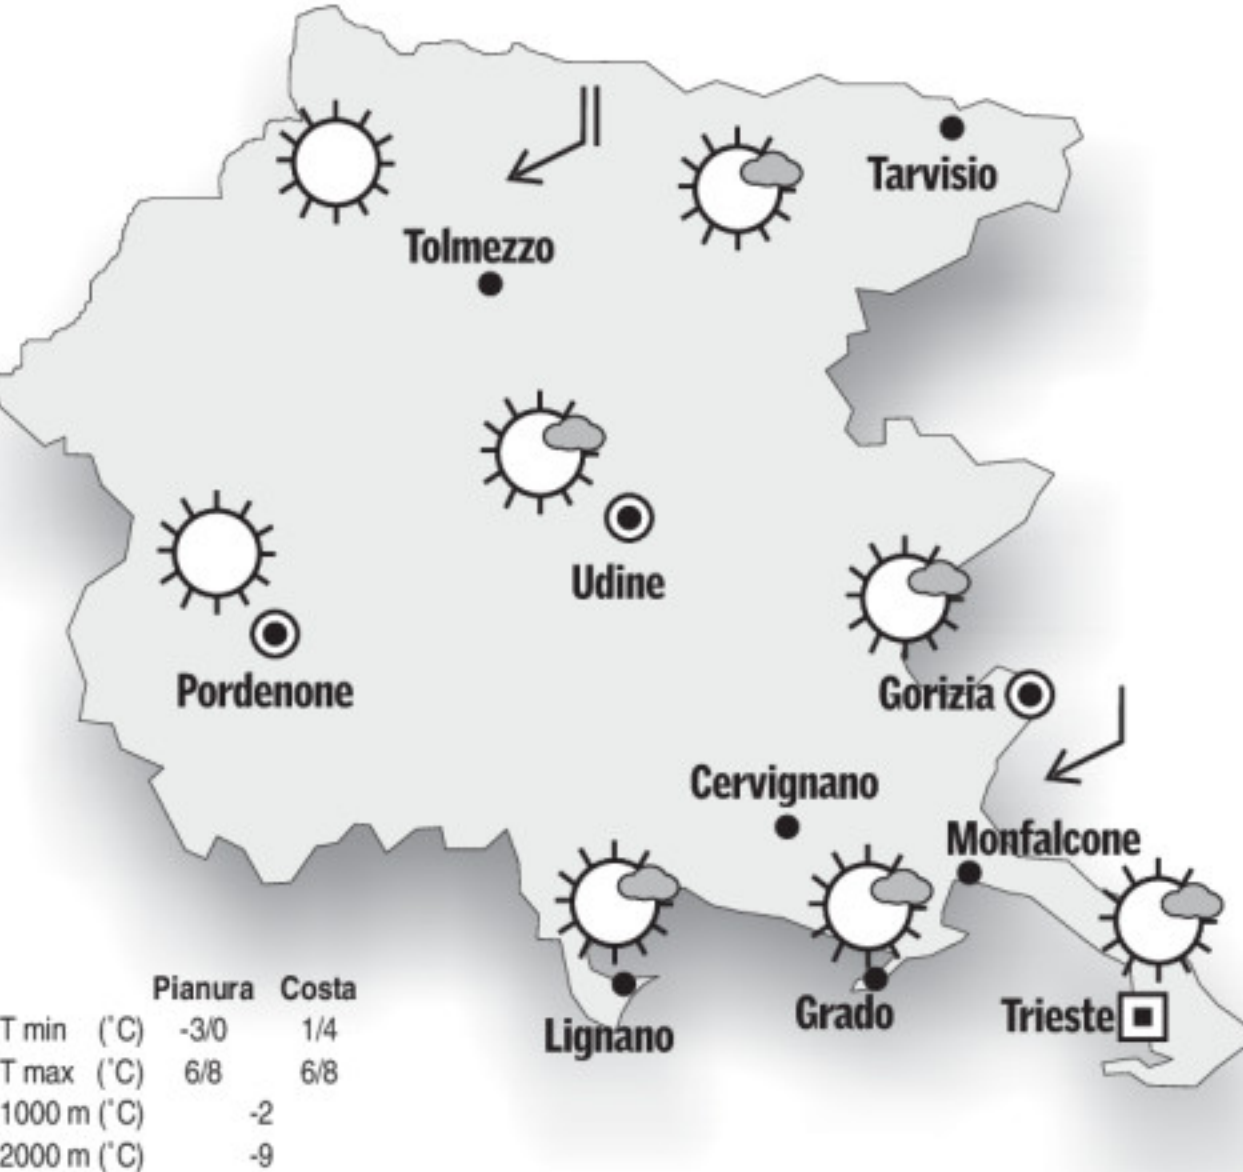 Tarvisio
Tolmezzo
Udine
Pordenone
Gorizia
Cervignano
Monfalcone
Grado
Trieste
Lignano
Pianura Costa
T min (°C) -3/0 1/4
T max (°C) 6/8 6/8
1000 m (°C) -2
2000 m (°C) -9